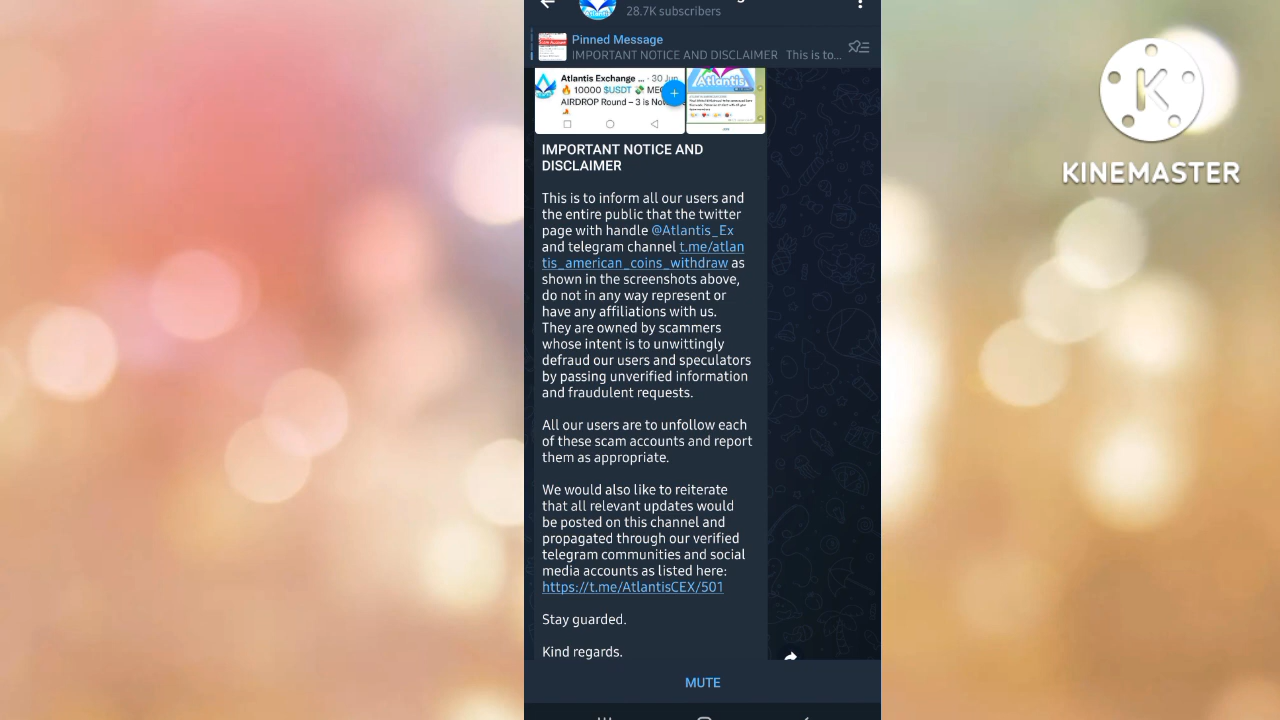 28.7K subscribers
Pinned Message
IMPORTANT NOTICE AND DISCLAIMER This is to...
Atlantis Exchange ... · 30 Jun
🔥 10000 $USDT 💸
AIRDROP Round – 3 is
Atlantis
IMPORTANT NOTICE AND
DISCLAIMER
This is to inform all our users and
the entire public that the twitter
page with handle @Atlantis_Ex
and telegram channel t.me/atlan
tis_american_coins_withdraw as
shown in the screenshots above,
do not in any way represent or
have any affiliations with us.
They are owned by scammers
whose intent is to unwittingly
defraud our users and speculators
by passing unverified information
and fraudulent requests.
All our users are to unfollow each
of these scam accounts and report
them as appropriate.
We would also like to reiterate
that all relevant updates would
be posted on this channel and
propagated through our verified
telegram communities and social
media accounts as listed here:
https://t.me/AtlantisCEX/501
Stay guarded.
Kind regards.
MUTE
K
KINEMASTER